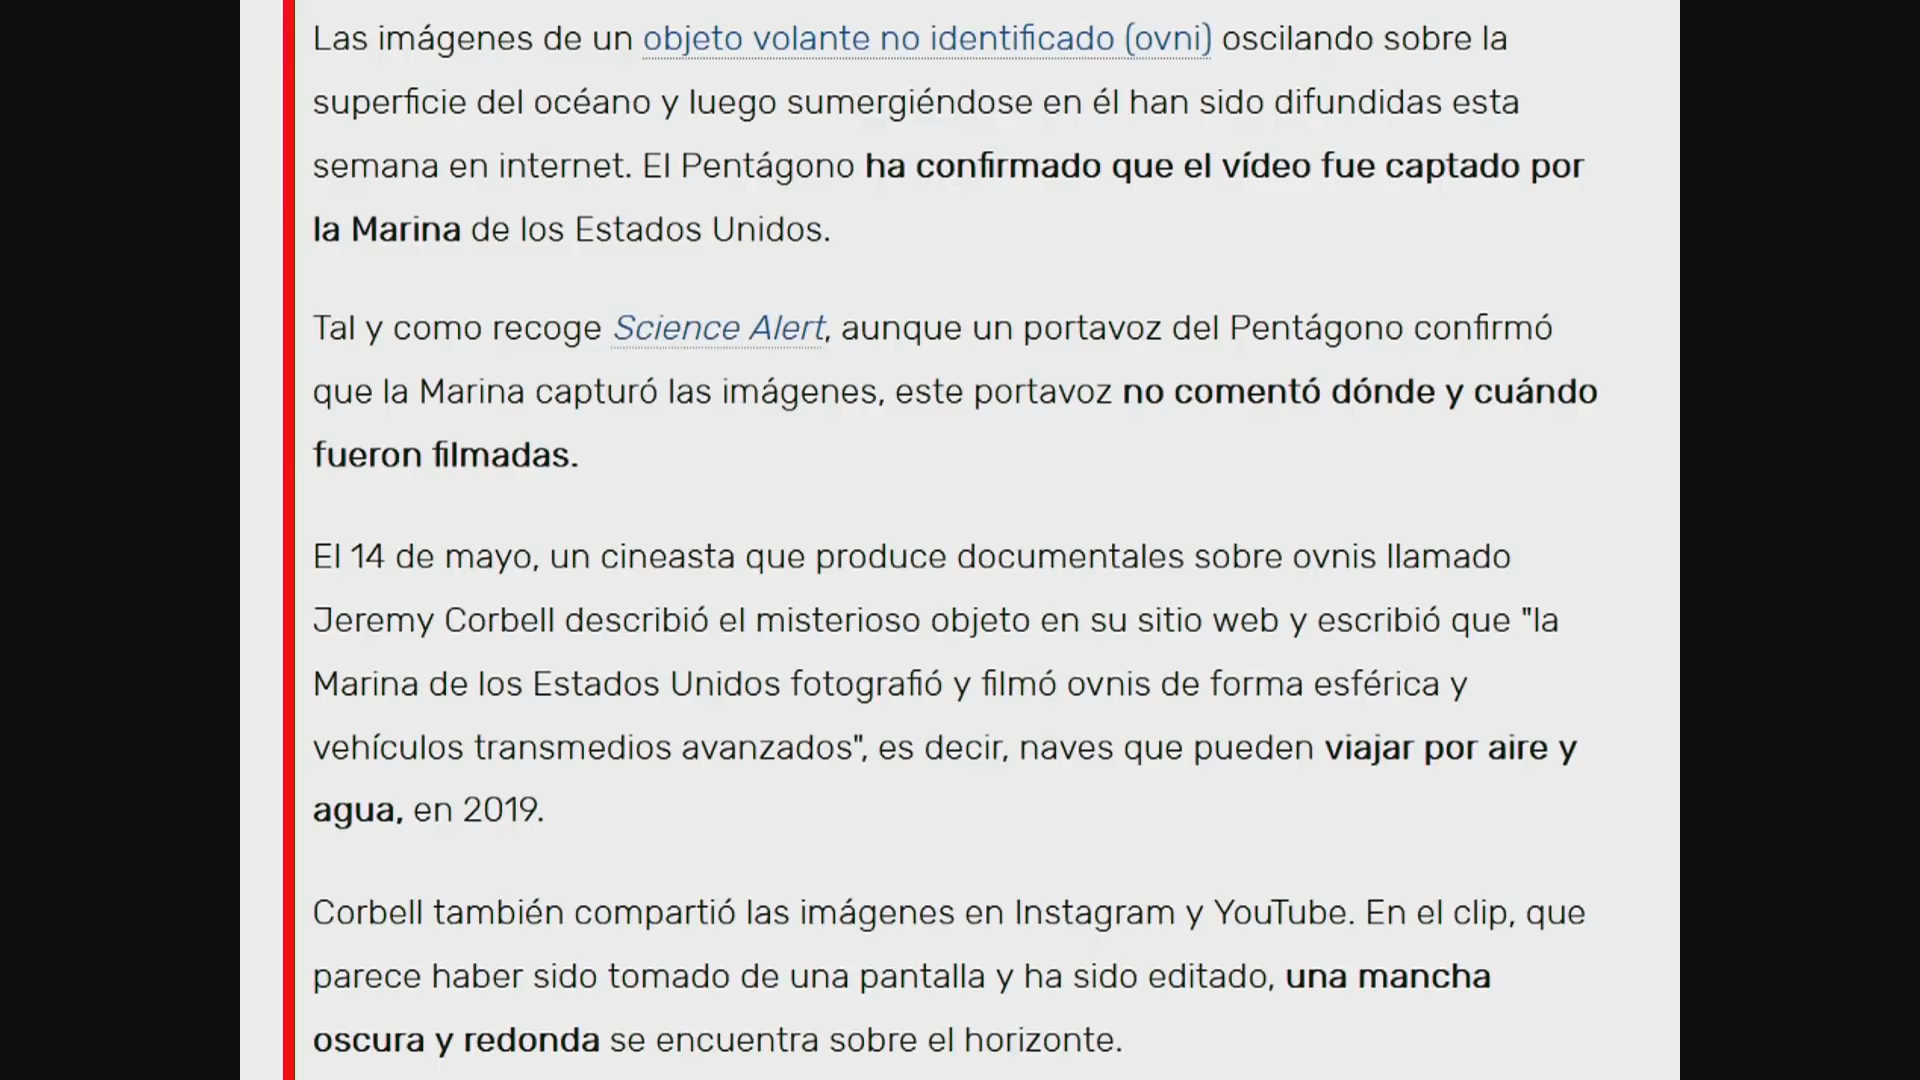 Las imágenes de un objeto volante no identificado (ovni) oscilando sobre la
superficie del océano y luego sumergiéndose en él han sido difundidas esta
semana en internet. El Pentágono ha confirmado que el vídeo fue captado por
la Marina de los Estados Unidos.
Tal y como recoge Science Alert, aunque un portavoz del Pentágono confirmó
que la Marina capturó las imágenes, este portavoz no comentó dónde y cuándo
fueron filmadas.
El 14 de mayo, un cineasta que produce documentales sobre ovnis llamado
Jeremy Corbell describió el misterioso objeto en su sitio web y escribió que "la
Marina de los Estados Unidos fotografió y filmó ovnis de forma esférica y
vehículos transmedios avanzados", es decir, naves que pueden viajar por aire y
agua, en 2019.
Corbell también compartió las imágenes en Instagram y YouTube. En el clip, que
parece haber sido tomado de una pantalla y ha sido editado, una mancha
oscura y redonda se encuentra sobre el horizonte.